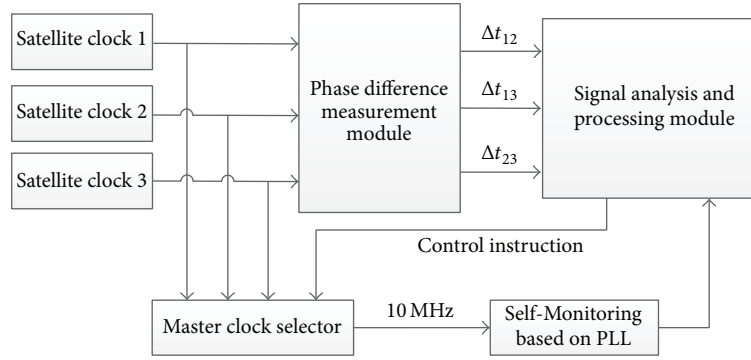 Satellite clock 1
Satellite clock 2
Satellite clock 3
Phase difference
measurement
module
Δt₁₂
Δt₁₃
Δt₂₃
Signal analysis and
processing module
Control instruction
Master clock selector
10 MHz
Self-Monitoring
based on PLL